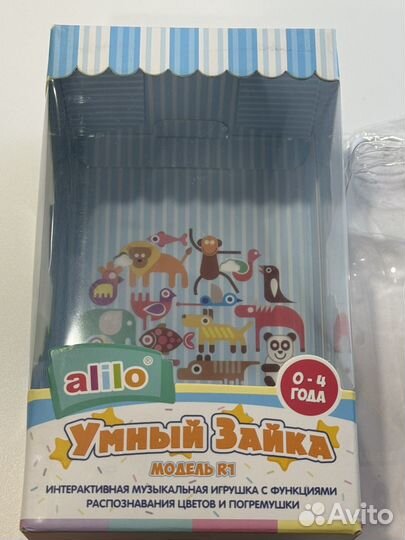 alilo®
0 - 4
ГОДА
Умный Зайка
МОДЕЛЬ R1
ИНТЕРАКТИВНАЯ МУЗЫКАЛЬНАЯ ИГРУШКА С ФУНКЦИЯМИ
РАСПОЗНАВАНИЯ ЦВЕТОВ И ПОГРЕМУШКИ
Avito